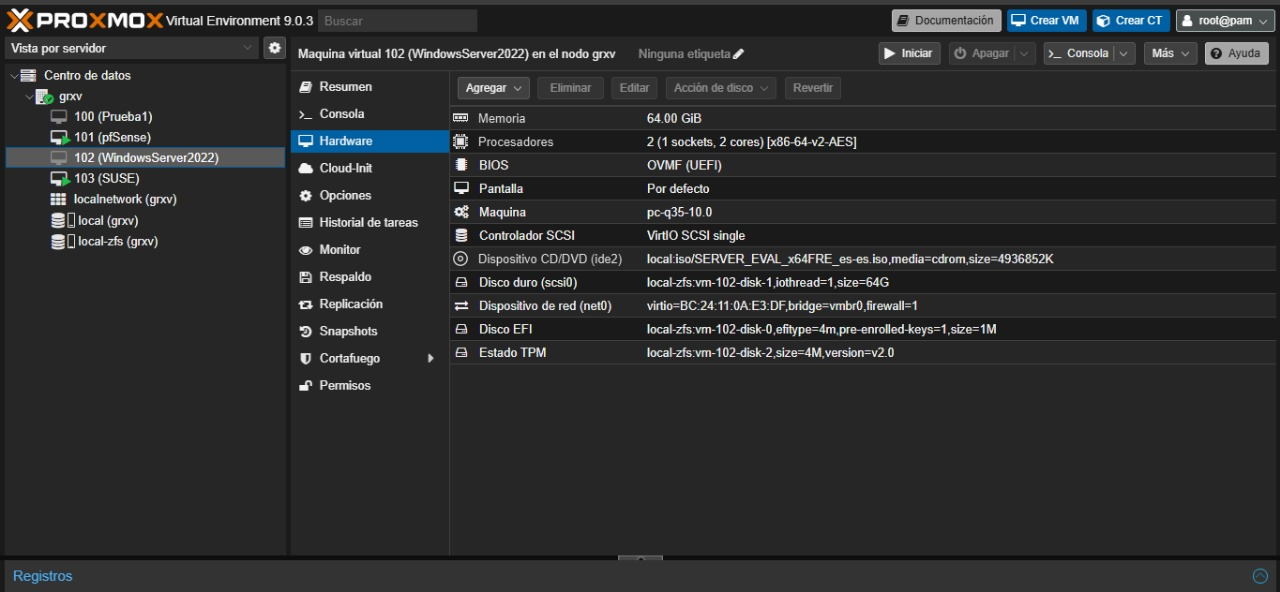 PROXMOX Virtual Environment 9.0.3 Buscar Documentación Crear VM Crear CT root@pam
Vista por servidor
Maquina virtual 102 (WindowsServer2022) en el nodo grxv Ninguna etiqueta Iniciar Apagar Consola Más Ayuda
Centro de datos
grxv
100 (Prueba1)
101 (pfSense)
102 (WindowsServer2022)
103 (SUSE)
localnetwork (grxv)
local (grxv)
local-zfs (grxv)
Resumen
Consola
Hardware
Cloud-Init
Opciones
Historial de tareas
Monitor
Respaldo
Replicación
Snapshots
Cortafuego
Permisos
Agregar Eliminar Editar Acción de disco Revertir
Memoria 64.00 GiB
Procesadores 2 (1 sockets, 2 cores) [x86-64-v2-AES]
BIOS OVMF (UEFI)
Pantalla Por defecto
Maquina pc-q35-10.0
Controlador SCSI VirtIO SCSI single
Dispositivo CD/DVD (ide2) local:iso/SERVER_EVAL_x64FRE_es-es.iso,media=cdrom,size=4936852K
Disco duro (scsi0) local-zfs:vm-102-disk-1,iothread=1,size=64G
Dispositivo de red (net0) virtio=BC:24:11:0A:E3:DF,bridge=vmbr0,firewall=1
Disco EFI local-zfs:vm-102-disk-0,efitype=4m,pre-enrolled-keys=1,size=1M
Estado TPM local-zfs:vm-102-disk-2,size=4M,version=v2.0
Registros